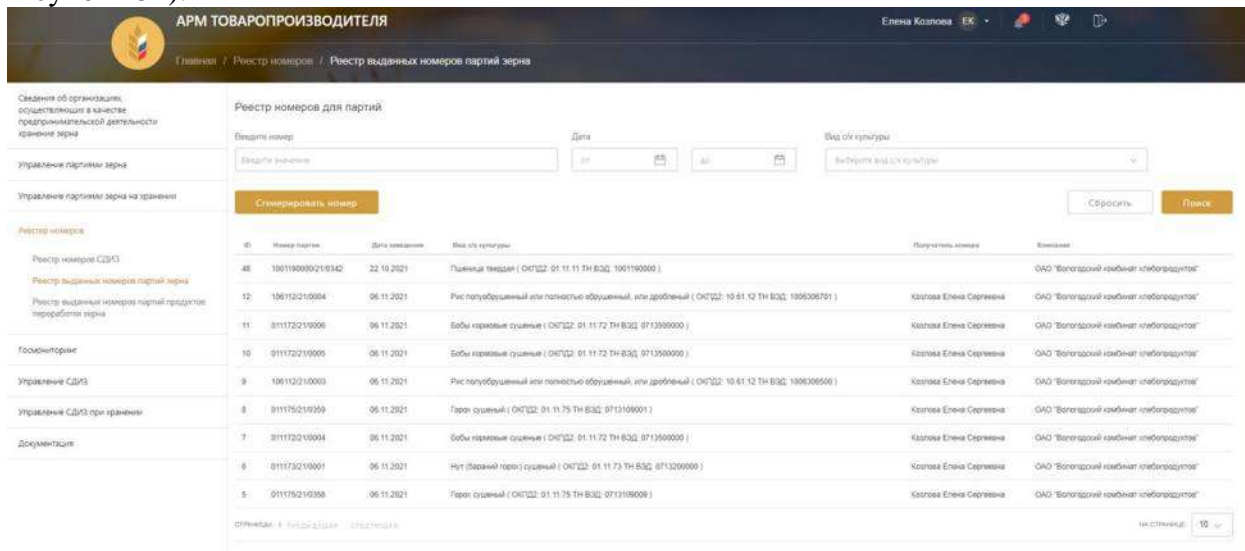 АРМ ТОВАРОПРОИЗВОДИТЕЛЯ
Елена Козлова ЕК
Главная / Реестр номеров / Реестр выданных номеров партий зерна
Сведения об организациях,
осуществляющих в качестве
предпринимательской деятельности
хранение зерна
Управление партиями зерна
Управление партиями зерна на хранении
Реестр номеров
Реестр номеров СДИЗ
Реестр выданных номеров партий зерна
Реестр выданных номеров партий продуктов
переработки зерна
Госмониторинг
Управление СДИЗ
Управление СДИЗ при хранении
Документация
Реестр номеров для партий
Введите номер Дата Вид с/х культуры
Введите значение от до Выберите вид с/х культуры
Сгенерировать номер Сбросить Поиск
ID Номер партии Дата заведения Вид с/х культуры Получатель номера Компания
48 1001190000/21/0342 22.10.2021 Пшеница твердая ( ОКПД2: 01.11.11 ТН ВЭД: 1001190000 ) ОАО "Вологодский комбинат хлебопродуктов"
12 106112/21/0004 06.11.2021 Рис полуобрушенный или полностью обрушенный, или дробленый ( ОКПД2: 10.61.12 ТН ВЭД: 1006306701 ) Козлова Елена Сергеевна ОАО "Вологодский комбинат хлебопродуктов"
11 011172/21/0006 06.11.2021 Бобы кормовые сушеные ( ОКПД2: 01.11.72 ТН ВЭД: 0713500000 ) Козлова Елена Сергеевна ОАО "Вологодский комбинат хлебопродуктов"
10 011172/21/0005 06.11.2021 Бобы кормовые сушеные ( ОКПД2: 01.11.72 ТН ВЭД: 0713500000 ) Козлова Елена Сергеевна ОАО "Вологодский комбинат хлебопродуктов"
9 106112/21/0003 06.11.2021 Рис полуобрушенный или полностью обрушенный, или дробленый ( ОКПД2: 10.61.12 ТН ВЭД: 1006306500 ) Козлова Елена Сергеевна ОАО "Вологодский комбинат хлебопродуктов"
8 011175/21/0359 06.11.2021 Горох сушеный ( ОКПД2: 01.11.75 ТН ВЭД: 0713109001 ) Козлова Елена Сергеевна ОАО "Вологодский комбинат хлебопродуктов"
7 011172/21/0004 06.11.2021 Бобы кормовые сушеные ( ОКПД2: 01.11.72 ТН ВЭД: 0713500000 ) Козлова Елена Сергеевна ОАО "Вологодский комбинат хлебопродуктов"
6 011173/21/0001 06.11.2021 Нут (бараний горох) сушеный ( ОКПД2: 01.11.73 ТН ВЭД: 0713200000 ) Козлова Елена Сергеевна ОАО "Вологодский комбинат хлебопродуктов"
5 011175/21/0358 06.11.2021 Горох сушеный ( ОКПД2: 01.11.75 ТН ВЭД: 0713109009 ) Козлова Елена Сергеевна ОАО "Вологодский комбинат хлебопродуктов"
СТРАНИЦЫ: 1 ПРЕДЫДУЩАЯ СЛЕДУЮЩАЯ НА СТРАНИЦЕ: 10